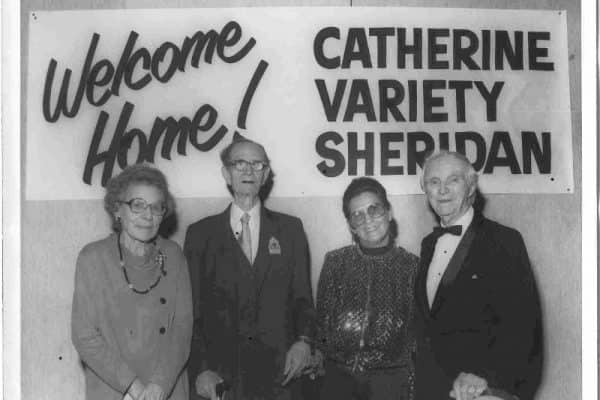 Welcome
Home!
CATHERINE
VARIETY
SHERIDAN